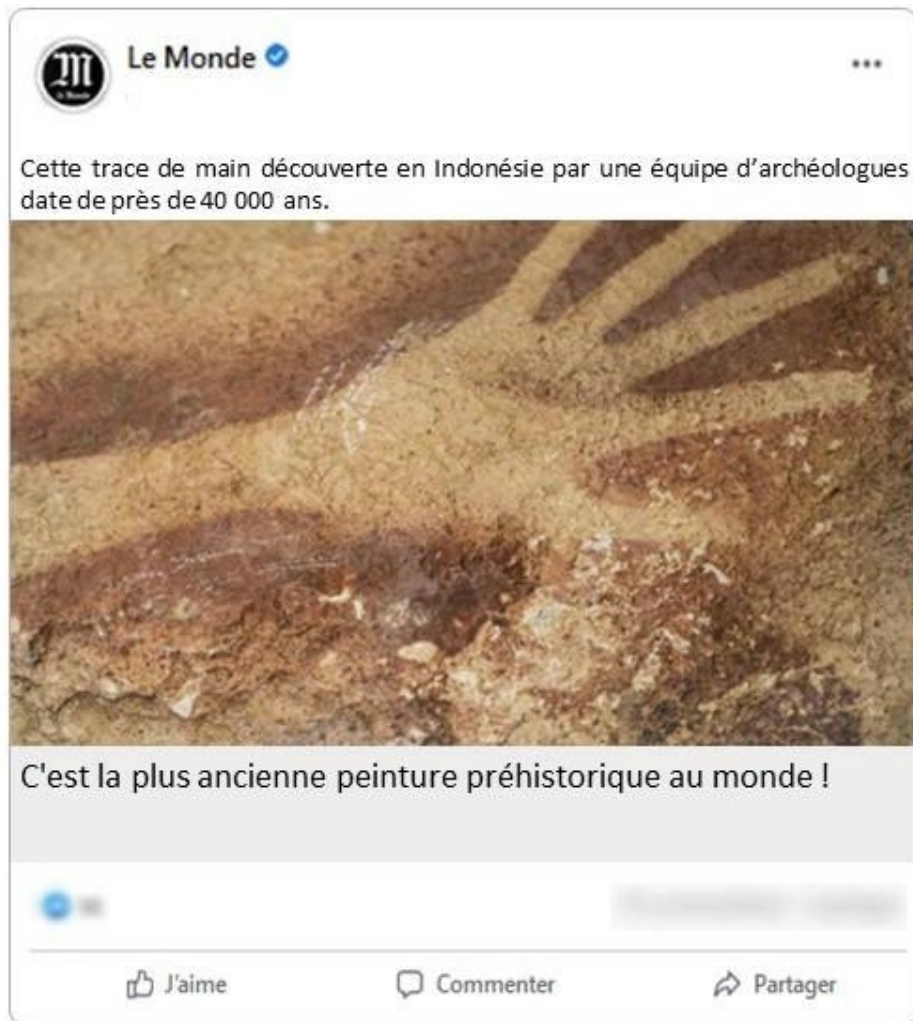 Le Monde
Cette trace de main découverte en Indonésie par une équipe d’archéologues
date de près de 40 000 ans.
C'est la plus ancienne peinture préhistorique au monde !
J'aime Commenter Partager